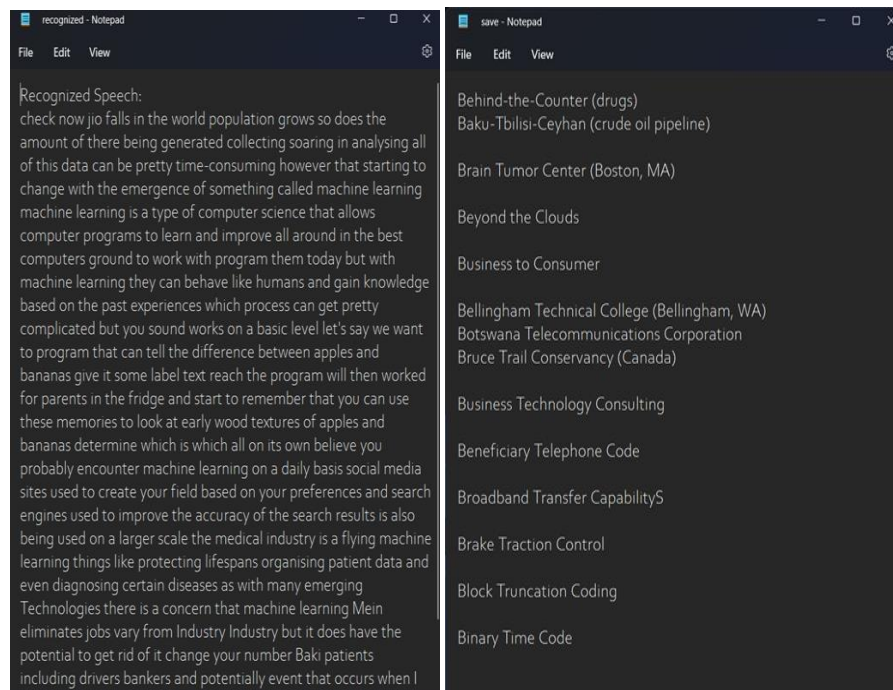 recognized - Notepad
File Edit View
Recognized Speech:
check now jio falls in the world population grows so does the
amount of there being generated collecting soaring in analysing all
of this data can be pretty time-consuming however that starting to
change with the emergence of something called machine learning
machine learning is a type of computer science that allows
computer programs to learn and improve all around in the best
computers ground to work with program them today but with
machine learning they can behave like humans and gain knowledge
based on the past experiences which process can get pretty
complicated but you sound works on a basic level let's say we want
to program that can tell the difference between apples and
bananas give it some label text reach the program will then worked
for parents in the fridge and start to remember that you can use
these memories to look at early wood textures of apples and
bananas determine which is which all on its own believe you
probably encounter machine learning on a daily basis social media
sites used to create your field based on your preferences and search
engines used to improve the accuracy of the search results is also
being used on a larger scale the medical industry is a flying machine
learning things like protecting lifespans organising patient data and
even diagnosing certain diseases as with many emerging
Technologies there is a concern that machine learning Mein
eliminates jobs vary from Industry Industry but it does have the
potential to get rid of it change your number Baki patients
including drivers bankers and potentially event that occurs when I
save - Notepad
File Edit View
Behind-the-Counter (drugs)
Baku-Tbilisi-Ceyhan (crude oil pipeline)
Brain Tumor Center (Boston, MA)
Beyond the Clouds
Business to Consumer
Bellingham Technical College (Bellingham, WA)
Botswana Telecommunications Corporation
Bruce Trail Conservancy (Canada)
Business Technology Consulting
Beneficiary Telephone Code
Broadband Transfer CapabilityS
Brake Traction Control
Block Truncation Coding
Binary Time Code